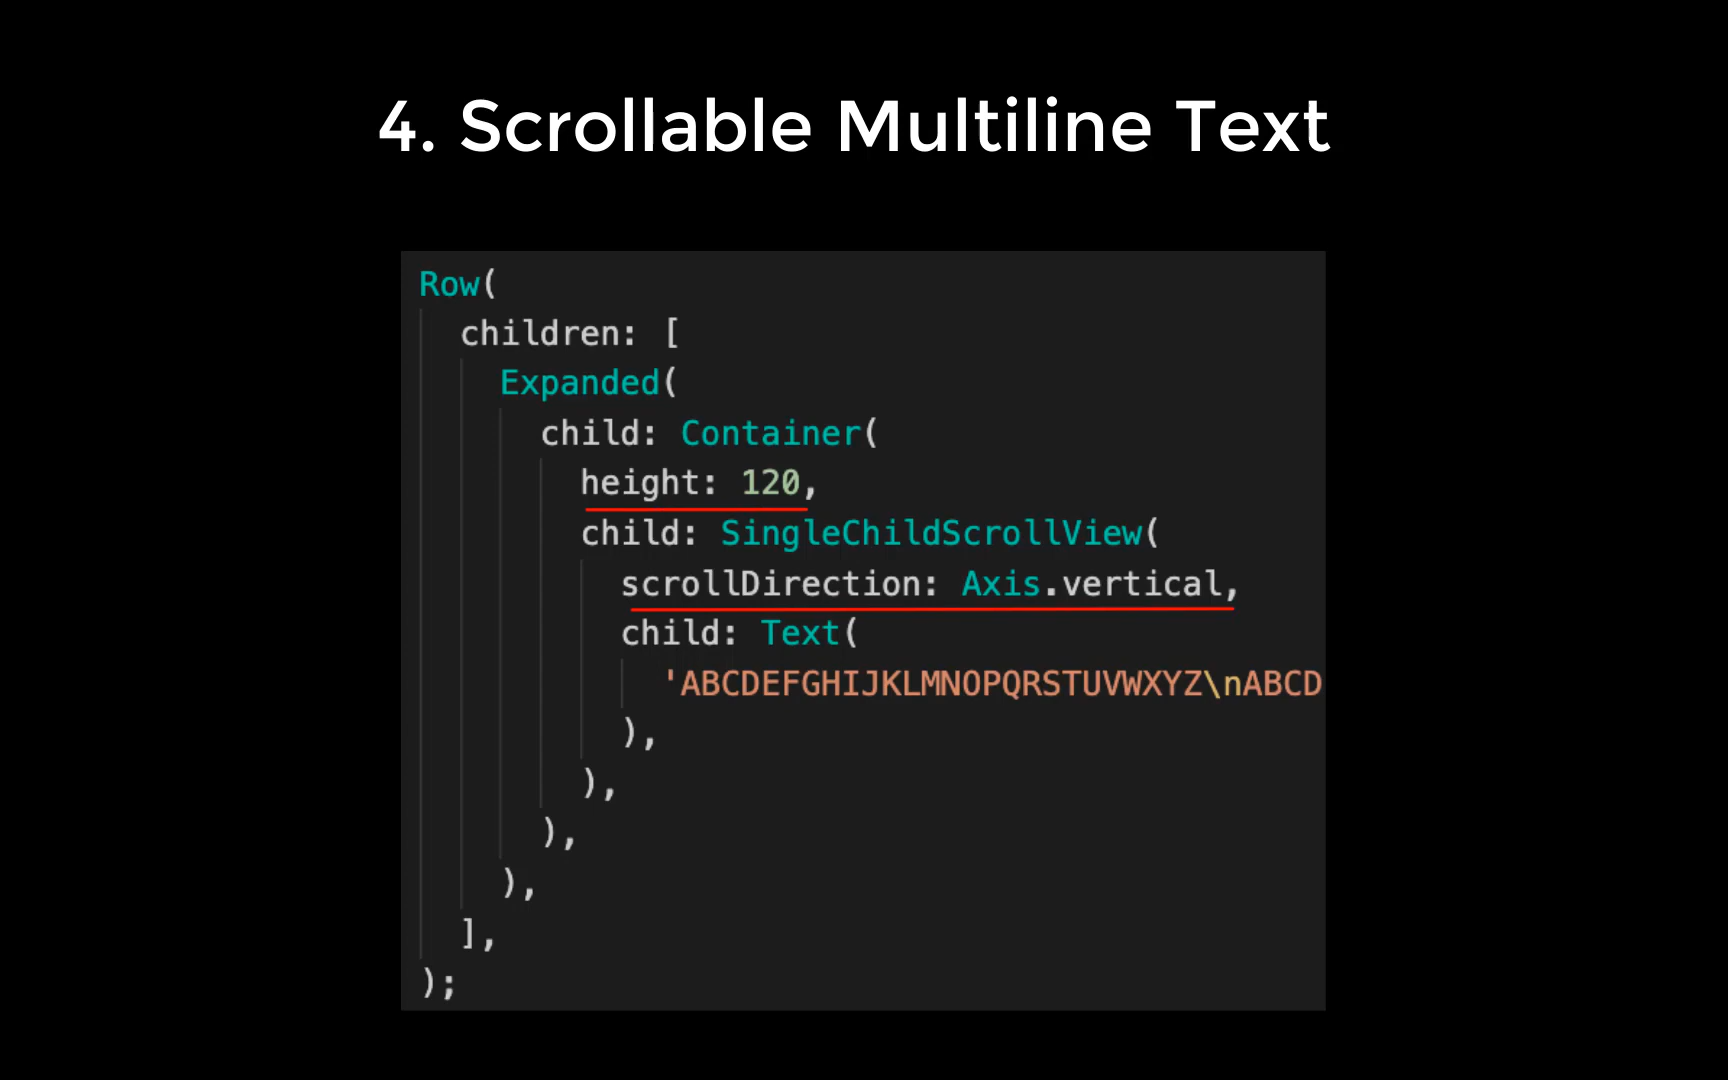 4. Scrollable Multiline Text
Row(
children: [
Expanded(
child: Container(
height: 120,
child: SingleChildScrollView(
scrollDirection: Axis.vertical,
child: Text(
'ABCDEFGHIJKLMNOPQRSTUVWXYZ\nABCD
),
),
),
),
],
);